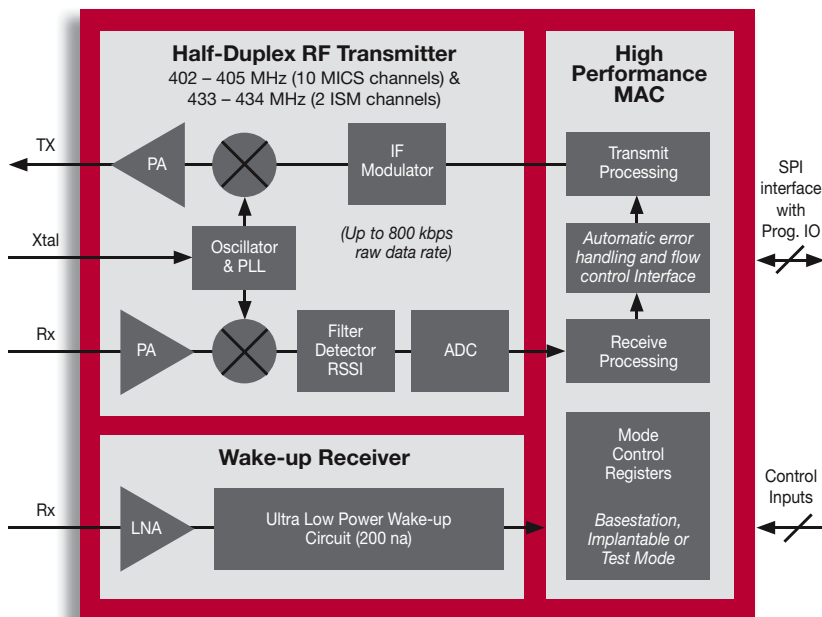 Half-Duplex RF Transmitter
402 – 405 MHz (10 MICS channels) &
433 – 434 MHz (2 ISM channels)
High
Performance
MAC
TX
PA
IF
Modulator
Transmit
Processing
SPI
interface
with
Prog. IO
Xtal
Oscillator
& PLL
(Up to 800 kbps
raw data rate)
Automatic error
handling and flow
control Interface
Rx
PA
Filter
Detector
RSSI
ADC
Receive
Processing
Wake-up Receiver
Rx
LNA
Ultra Low Power Wake-up
Circuit (200 na)
Mode
Control
Registers
Basestation,
Implantable or
Test Mode
Control
Inputs